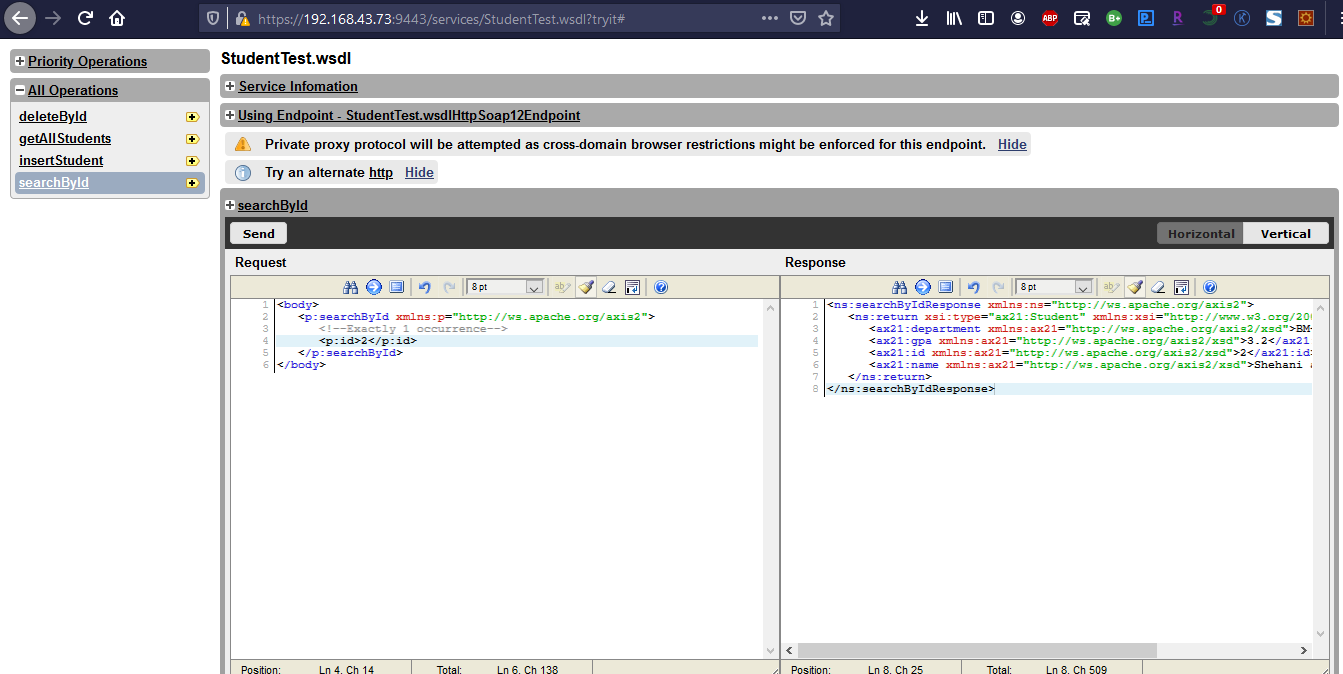 https://192.168.43.73:9443/services/StudentTest.wsdl?tryit#
ABP
B+
0
Priority Operations
All Operations
deleteById
getAllStudents
insertStudent
searchById
StudentTest.wsdl
Service Infomation
Using Endpoint - StudentTest.wsdlHttpSoap12Endpoint
Private proxy protocol will be attempted as cross-domain browser restrictions might be enforced for this endpoint. Hide
Try an alternate http Hide
searchById
Send
Horizontal Vertical
Request
8 pt
1 <body>
2 <p:searchById xmlns:p="http://ws.apache.org/axis2">
3 <!--Exactly 1 occurrence-->
4 <p:id>2</p:id>
5 </p:searchById>
6 </body>
Position: Ln 4, Ch 14 Total: Ln 6, Ch 138
Response
8 pt
1 <ns:searchByIdResponse xmlns:ns="http://ws.apache.org/axis2">
2 <ns:return xsi:type="ax21:Student" xmlns:xsi="http://www.w3.org/200
3 <ax21:department xmlns:ax21="http://ws.apache.org/axis2/xsd">BM
4 <ax21:gpa xmlns:ax21="http://ws.apache.org/axis2/xsd">3.2</ax21
5 <ax21:id xmlns:ax21="http://ws.apache.org/axis2/xsd">2</ax21:id>
6 <ax21:name xmlns:ax21="http://ws.apache.org/axis2/xsd">Shehani
7 </ns:return>
8 </ns:searchByIdResponse>
Position: Ln 8, Ch 25 Total: Ln 8, Ch 509